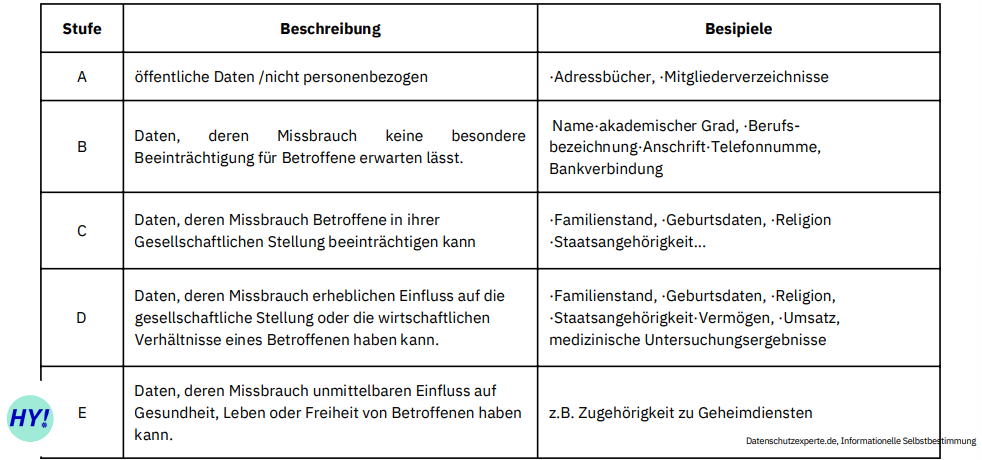 Stufe
Beschreibung
Besipiele
A
öffentliche Daten /nicht personenbezogen
·Adressbücher, ·Mitgliederverzeichnisse
B
Daten, deren Missbrauch keine besondere
Beeinträchtigung für Betroffene erwarten lässt.
Name·akademischer Grad, ·Berufs-
bezeichnung·Anschrift·Telefonnumme,
Bankverbindung
C
Daten, deren Missbrauch Betroffene in ihrer
Gesellschaftlichen Stellung beeinträchtigen kann
·Familienstand, ·Geburtsdaten, ·Religion
·Staatsangehörigkeit...
D
Daten, deren Missbrauch erheblichen Einfluss auf die
gesellschaftliche Stellung oder die wirtschaftlichen
Verhältnisse eines Betroffenen haben kann.
·Familienstand, ·Geburtsdaten, ·Religion,
·Staatsangehörigkeit·Vermögen, ·Umsatz,
medizinische Untersuchungsergebnisse
HY!
E
Daten, deren Missbrauch unmittelbaren Einfluss auf
Gesundheit, Leben oder Freiheit von Betroffenen haben
kann.
z.B. Zugehörigkeit zu Geheimdiensten
Datenschutzexperte.de, Informationelle Selbstbestimmung